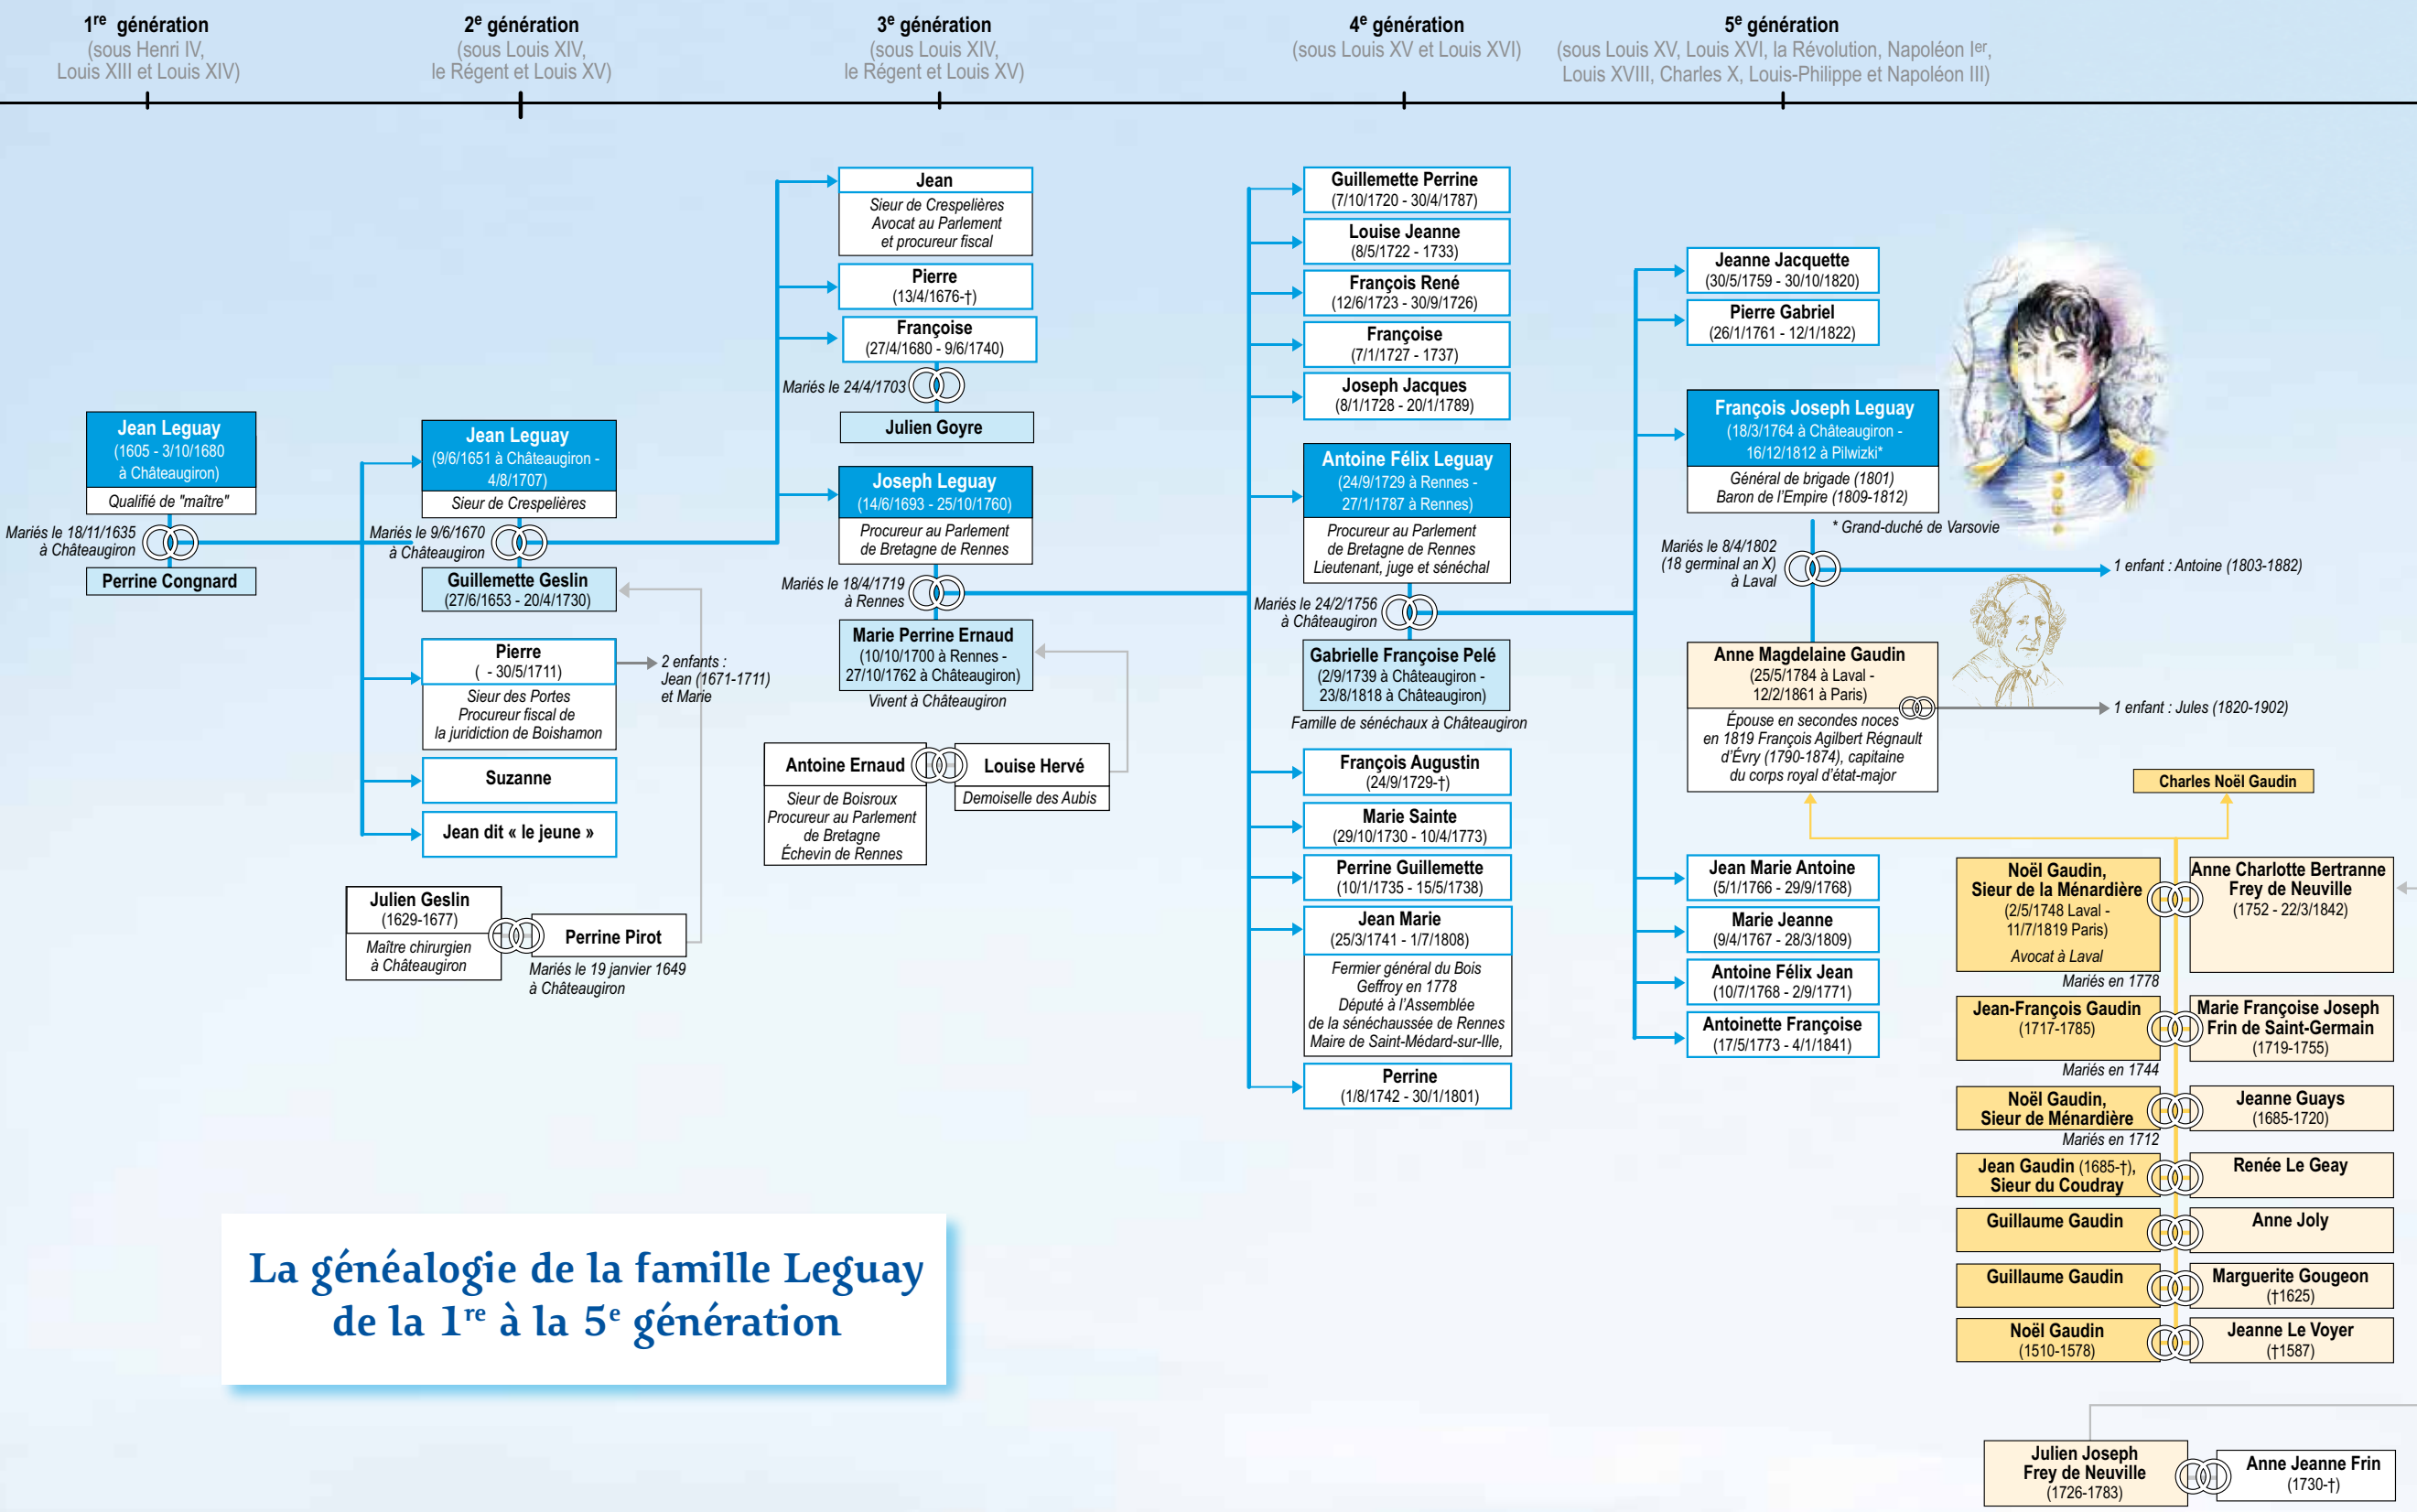 1re génération
(sous Henri IV,
Louis XIII et Louis XIV)
2e génération
(sous Louis XIV,
le Régent et Louis XV)
3e génération
(sous Louis XIV,
le Régent et Louis XV)
4e génération
(sous Louis XV et Louis XVI)
5e génération
(sous Louis XV, Louis XVI, la Révolution, Napoléon Ier,
Louis XVIII, Charles X, Louis-Philippe et Napoléon III)
Jean Leguay
(1605 - 3/10/1680
à Châteaugiron)
Qualifié de "maître"
Mariés le 18/11/1635
à Châteaugiron
Perrine Congnard
Jean Leguay
(9/6/1651 à Châteaugiron -
4/8/1707)
Sieur de Crespelières
Mariés le 9/6/1670
à Châteaugiron
Guillemette Geslin
(27/6/1653 - 20/4/1730)
Pierre
( - 30/5/1711)
Sieur des Portes
Procureur fiscal de
la juridiction de Boishamon
2 enfants :
Jean (1671-1711)
et Marie
Suzanne
Jean dit « le jeune »
Julien Geslin
(1629-1677)
Maître chirurgien
à Châteaugiron
Perrine Pirot
Mariés le 19 janvier 1649
à Châteaugiron
Jean
Sieur de Crespelières
Avocat au Parlement
et procureur fiscal
Pierre
(13/4/1676-†)
Françoise
(27/4/1680 - 9/6/1740)
Mariés le 24/4/1703
Julien Goyre
Joseph Leguay
(14/6/1693 - 25/10/1760)
Procureur au Parlement
de Bretagne de Rennes
Mariés le 18/4/1719
à Rennes
Marie Perrine Ernaud
(10/10/1700 à Rennes -
27/10/1762 à Châteaugiron)
Vivent à Châteaugiron
Antoine Ernaud
Sieur de Boisroux
Procureur au Parlement
de Bretagne
Échevin de Rennes
Louise Hervé
Demoiselle des Aubis
Guillemette Perrine
(7/10/1720 - 30/4/1787)
Louise Jeanne
(8/5/1722 - 1733)
François René
(12/6/1723 - 30/9/1726)
Françoise
(7/1/1727 - 1737)
Joseph Jacques
(8/1/1728 - 20/1/1789)
Antoine Félix Leguay
(24/9/1729 à Rennes -
27/1/1787 à Rennes)
Procureur au Parlement
de Bretagne de Rennes
Lieutenant, juge et sénéchal
Mariés le 24/2/1756
à Châteaugiron
Gabrielle Françoise Pelé
(2/9/1739 à Châteaugiron -
23/8/1818 à Châteaugiron)
Famille de sénéchaux à Châteaugiron
François Augustin
(24/9/1729-†)
Marie Sainte
(29/10/1730 - 10/4/1773)
Perrine Guillemette
(10/1/1735 - 15/5/1738)
Jean Marie
(25/3/1741 - 1/7/1808)
Fermier général du Bois
Geffroy en 1778
Député à l'Assemblée
de la sénéchaussée de Rennes
Maire de Saint-Médard-sur-Ille,
Perrine
(1/8/1742 - 30/1/1801)
Jeanne Jacquette
(30/5/1759 - 30/10/1820)
Pierre Gabriel
(26/1/1761 - 12/1/1822)
François Joseph Leguay
(18/3/1764 à Châteaugiron -
16/12/1812 à Pilwizki*
Général de brigade (1801)
Baron de l'Empire (1809-1812)
* Grand-duché de Varsovie
Mariés le 8/4/1802
(18 germinal an X)
à Laval
1 enfant : Antoine (1803-1882)
Anne Magdelaine Gaudin
(25/5/1784 à Laval -
12/2/1861 à Paris)
Épouse en secondes noces
en 1819 François Agilbert Régnault
d'Évry (1790-1874), capitaine
du corps royal d'état-major
1 enfant : Jules (1820-1902)
Charles Noël Gaudin
Jean Marie Antoine
(5/1/1766 - 29/9/1768)
Marie Jeanne
(9/4/1767 - 28/3/1809)
Antoine Félix Jean
(10/7/1768 - 2/9/1771)
Antoinette Françoise
(17/5/1773 - 4/1/1841)
Noël Gaudin,
Sieur de la Ménardière
(2/5/1748 Laval -
11/7/1819 Paris)
Avocat à Laval
Anne Charlotte Bertranne
Frey de Neuville
(1752 - 22/3/1842)
Mariés en 1778
Jean-François Gaudin
(1717-1785)
Marie Françoise Joseph
Frin de Saint-Germain
(1719-1755)
Mariés en 1744
Noël Gaudin,
Sieur de Ménardière
Jeanne Guays
(1685-1720)
Mariés en 1712
Jean Gaudin (1685-†),
Sieur du Coudray
Renée Le Geay
Guillaume Gaudin
Anne Joly
Guillaume Gaudin
Marguerite Gougeon
(†1625)
Noël Gaudin
(1510-1578)
Jeanne Le Voyer
(†1587)
Julien Joseph
Frey de Neuville
(1726-1783)
Anne Jeanne Frin
(1730-†)
La généalogie de la famille Leguay
de la 1re à la 5e génération